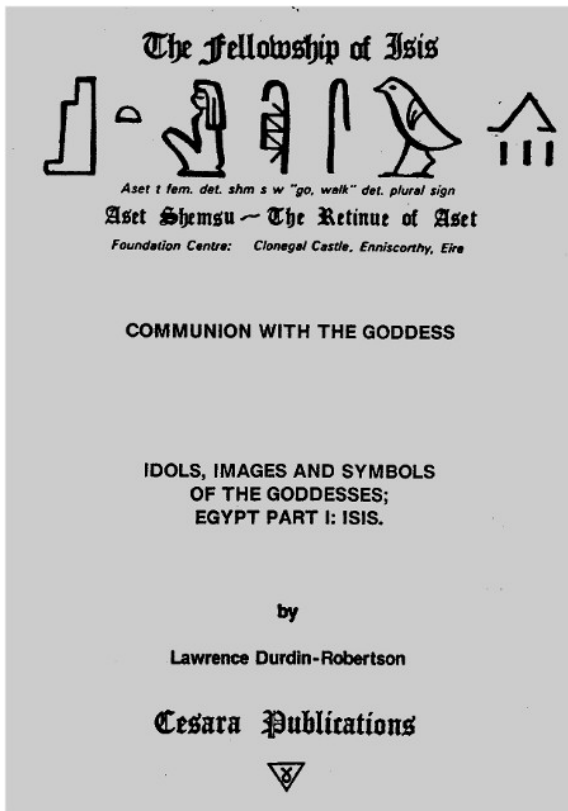 The Fellowship of Isis
Aset t fem. det. shm s w "go, walk" det. plural sign
Aset Shemsu ~ The Retinue of Aset
Foundation Centre: Clonegal Castle, Enniscorthy, Eire
COMMUNION WITH THE GODDESS
IDOLS, IMAGES AND SYMBOLS
OF THE GODDESSES;
EGYPT PART I: ISIS.
by
Lawrence Durdin-Robertson
Cesara Publications